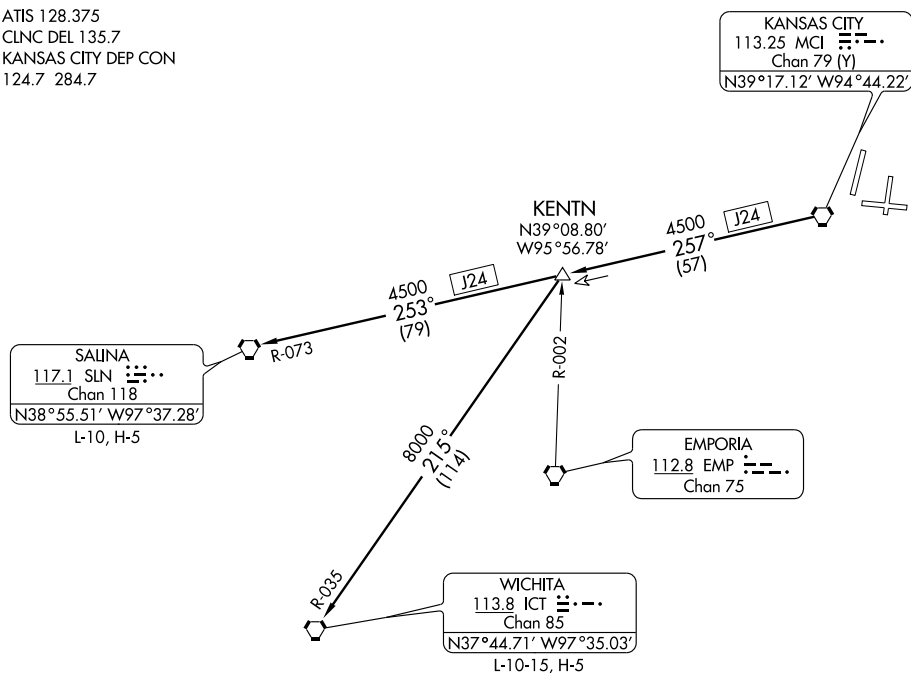 ATIS 128.375
CLNC DEL 135.7
KANSAS CITY DEP CON
124.7 284.7
KANSAS CITY
113.25 MCI
Chan 79 (Y)
N39°17.12' W94°44.22'
KENTN
N39°08.80'
W95°56.78'
4500
J24
257°
(57)
4500
J24
253°
(79)
R-073
SALINA
117.1 SLN
Chan 118
N38°55.51' W97°37.28'
L-10, H-5
R-002
8000
215°
(114)
EMPORIA
112.8 EMP
Chan 75
R-035
WICHITA
113.8 ICT
Chan 85
N37°44.71' W97°35.03'
L-10-15, H-5